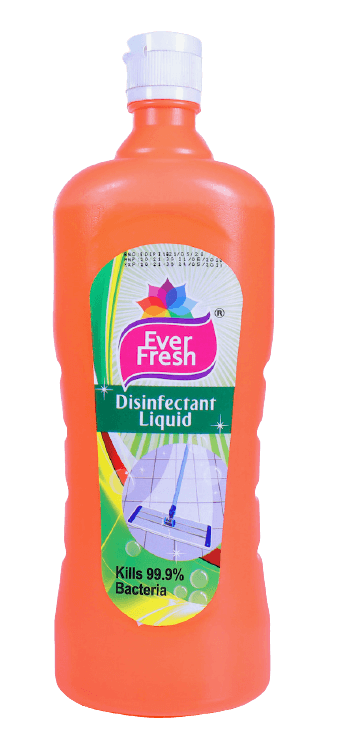 ®
Ever
Fresh
Disinfectant
Liquid
Kills 99.9%
Bacteria